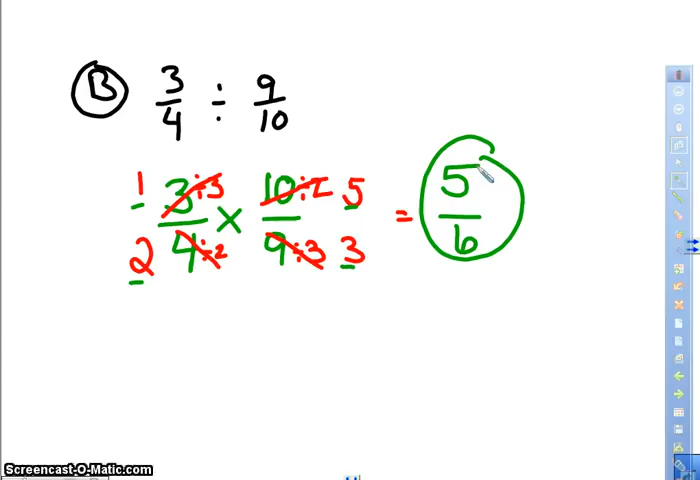 B 3/4 ÷ 9/10
1 3÷3 × 10÷2 5
2 4÷2 9÷3 3 = 5/6
Screencast-O-Matic.com